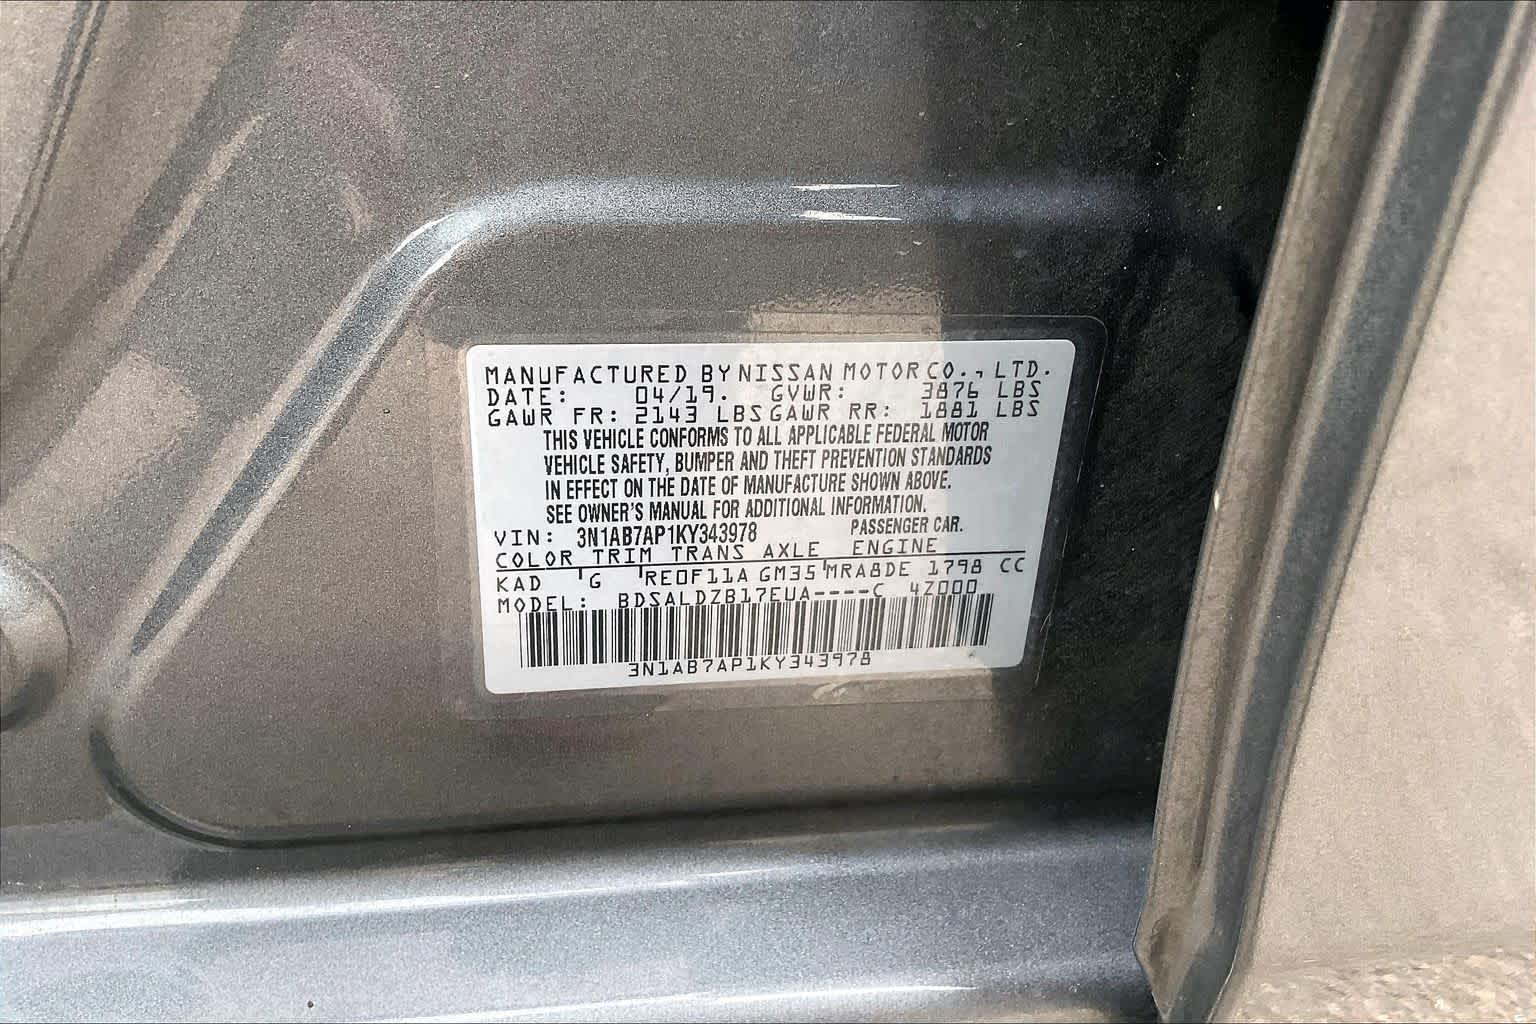 MANUFACTURED BY NISSAN MOTOR CO., LTD.
DATE: 04/19. GVWR: 3876 LBS
GAWR FR: 2143 LBS GAWR RR: 1881 LBS
THIS VEHICLE CONFORMS TO ALL APPLICABLE FEDERAL MOTOR
VEHICLE SAFETY, BUMPER AND THEFT PREVENTION STANDARDS
IN EFFECT ON THE DATE OF MANUFACTURE SHOWN ABOVE.
SEE OWNER'S MANUAL FOR ADDITIONAL INFORMATION.
VIN: 3N1AB7AP1KY343978 PASSENGER CAR.
COLOR TRIM TRANS AXLE ENGINE
KAD G RE0F11A GM35 MRA8DE 1798 CC
MODEL: BDSALDZB17EUA----C 4Z000
3N1AB7AP1KY343978